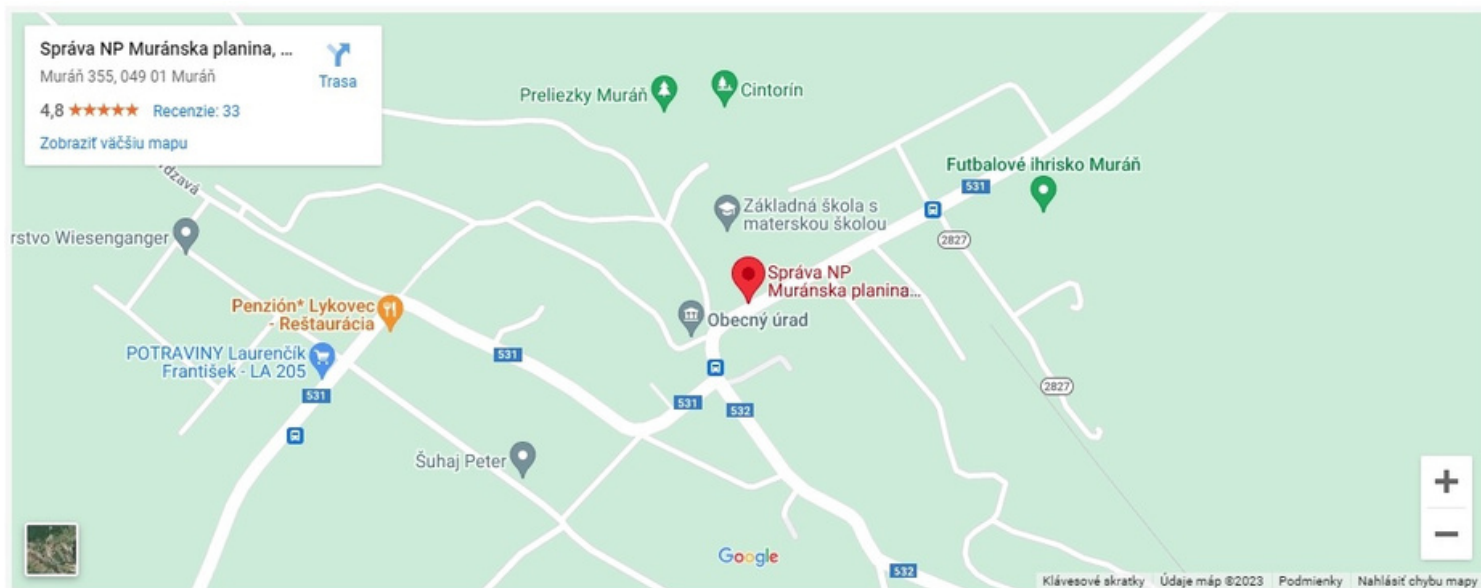 Správa NP Muránska planina, ...
Muráň 355, 049 01 Muráň
Trasa
4,8 ★★★★★ Recenzie: 33
Zobraziť väčšiu mapu
Preliezky Muráň
Cintorín
Futbalové ihrisko Muráň
531
dzavá
Základná škola s
materskou školou
2827
rstvo Wiesenganger
Správa NP
Muránska planina...
Penzión* Lykovec
- Reštaurácia
Obecný úrad
POTRAVINY Laurenčík
František - LA 205
531
2827
531
531
532
Šuhaj Peter
Google
532
Klávesové skratky
Údaje máp ©2023
Podmienky
Nahlásiť chybu mapy